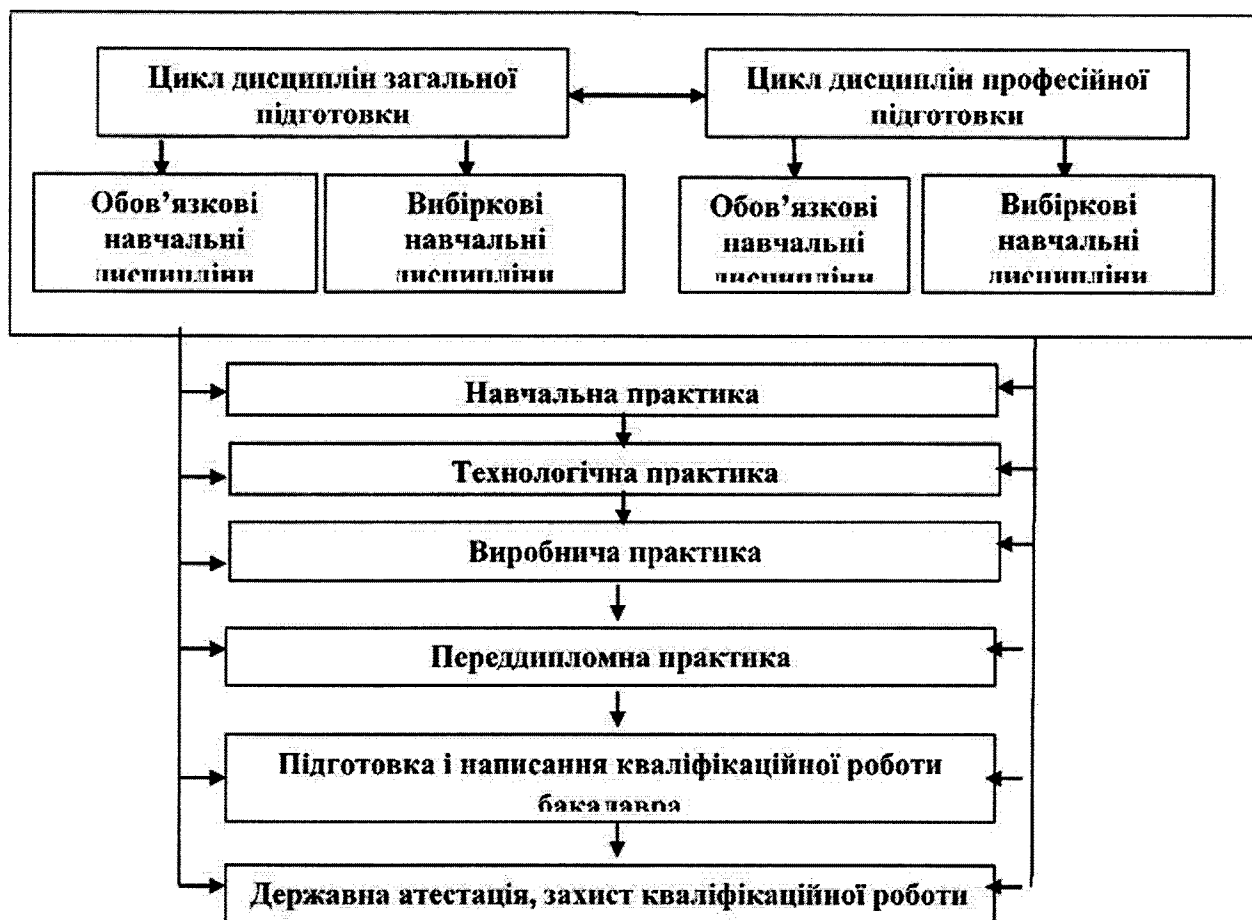 Цикл дисциплін загальної
підготовки
Цикл дисциплін професійної
підготовки
Обов’язкові
навчальні
дисципліни
Вибіркові
навчальні
дисципліни
Обов’язкові
навчальні
дисципліни
Вибіркові
навчальні
дисципліни
Навчальна практика
Технологічна практика
Виробнича практика
Переддипломна практика
Підготовка і написання кваліфікаційної роботи
бакалавра
Державна атестація, захист кваліфікаційної роботи